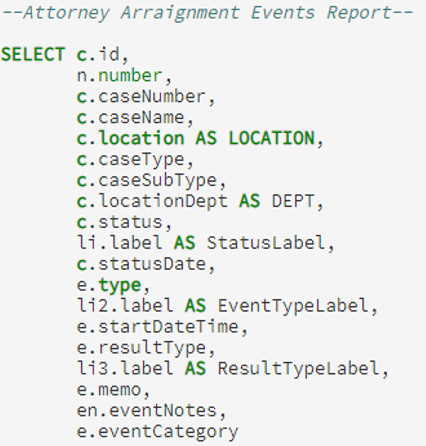 --Attorney Arraignment Events Report--
SELECT c.id,
n.number,
c.caseNumber,
c.caseName,
c.location AS LOCATION,
c.caseType,
c.caseSubType,
c.locationDept AS DEPT,
c.status,
li.label AS StatusLabel,
c.statusDate,
e.type,
li2.label AS EventTypeLabel,
e.startDateTime,
e.resultType,
li3.label AS ResultTypeLabel,
e.memo,
en.eventNotes,
e.eventCategory